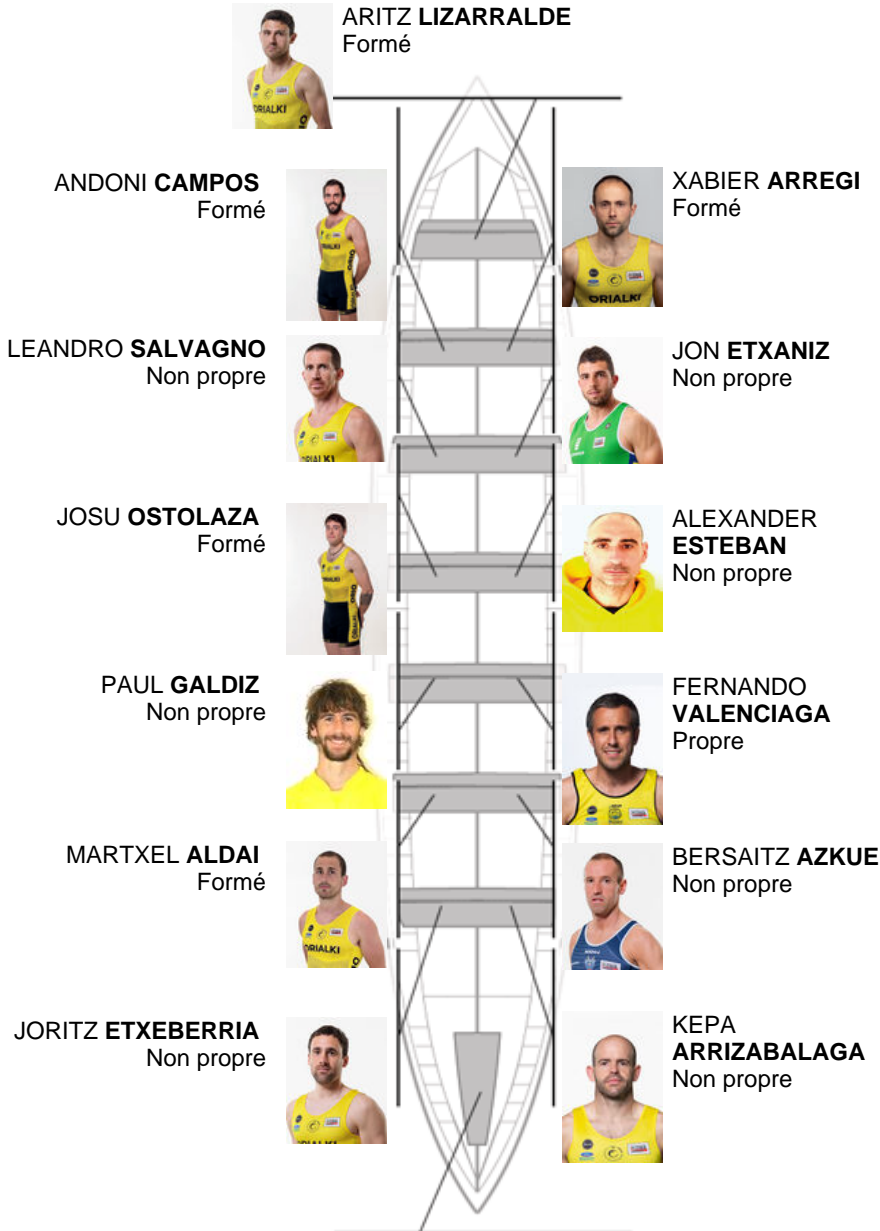 ARITZ LIZARRALDE
Formé
ANDONI CAMPOS
Formé
XABIER ARREGI
Formé
LEANDRO SALVAGNO
Non propre
JON ETXANIZ
Non propre
JOSU OSTOLAZA
Formé
ALEXANDER
ESTEBAN
Non propre
PAUL GALDIZ
Non propre
FERNANDO
VALENCIAGA
Propre
MARTXEL ALDAI
Formé
BERSAITZ AZKUE
Non propre
JORITZ ETXEBERRIA
Non propre
KEPA
ARRIZABALAGA
Non propre